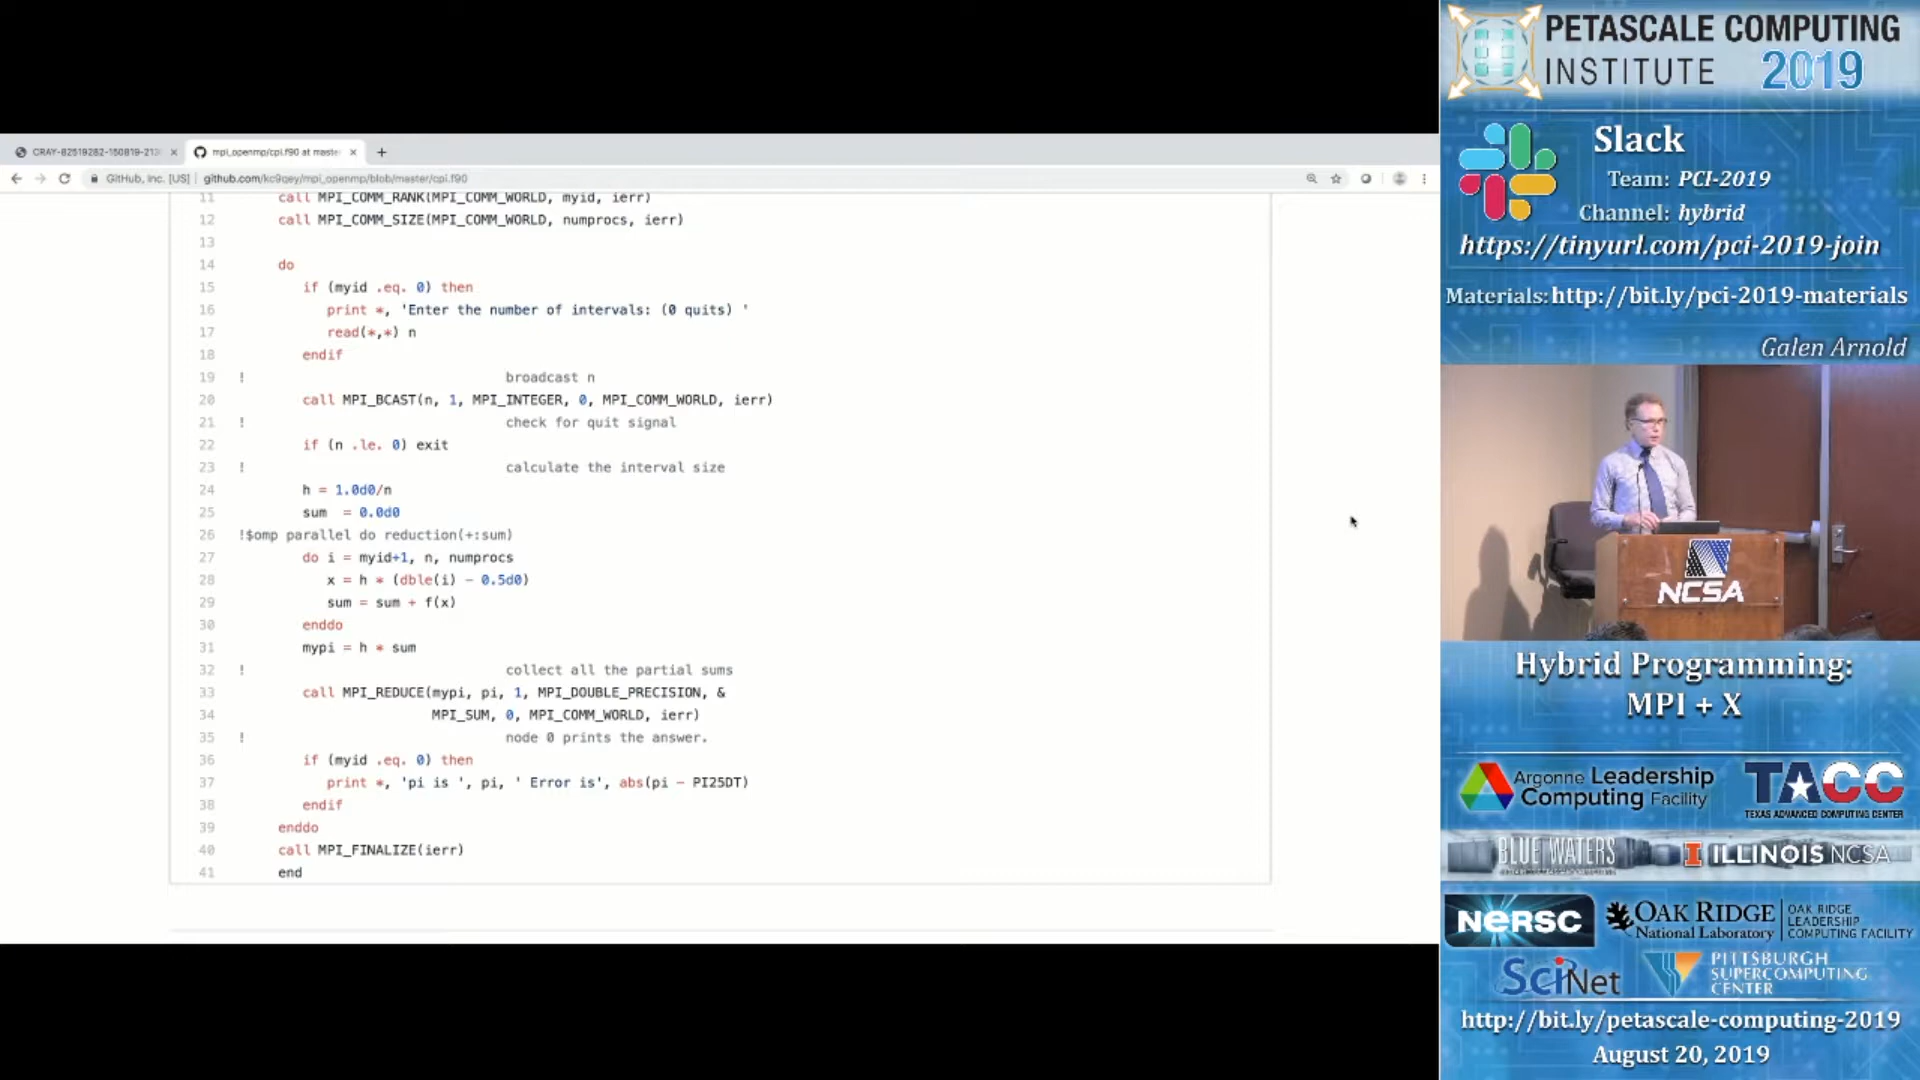 CRAY-82519282-150819-213
mpi_openmp/cpi.f90 at maste
GitHub, Inc. [US] | github.com/kc9qey/mpi_openmp/blob/master/cpi.f90
11 call MPI_COMM_RANK(MPI_COMM_WORLD, myid, ierr)
12 call MPI_COMM_SIZE(MPI_COMM_WORLD, numprocs, ierr)
13
14 do
15 if (myid .eq. 0) then
16 print *, 'Enter the number of intervals: (0 quits) '
17 read(*,*) n
18 endif
19 ! broadcast n
20 call MPI_BCAST(n, 1, MPI_INTEGER, 0, MPI_COMM_WORLD, ierr)
21 ! check for quit signal
22 if (n .le. 0) exit
23 ! calculate the interval size
24 h = 1.0d0/n
25 sum = 0.0d0
26 !$omp parallel do reduction(+:sum)
27 do i = myid+1, n, numprocs
28 x = h * (dble(i) - 0.5d0)
29 sum = sum + f(x)
30 enddo
31 mypi = h * sum
32 ! collect all the partial sums
33 call MPI_REDUCE(mypi, pi, 1, MPI_DOUBLE_PRECISION, &
34 MPI_SUM, 0, MPI_COMM_WORLD, ierr)
35 ! node 0 prints the answer.
36 if (myid .eq. 0) then
37 print *, 'pi is ', pi, ' Error is', abs(pi - PI25DT)
38 endif
39 enddo
40 call MPI_FINALIZE(ierr)
41 end
PETASCALE COMPUTING
INSTITUTE 2019
Slack
Team: PCI-2019
Channel: hybrid
https://tinyurl.com/pci-2019-join
Materials: http://bit.ly/pci-2019-materials
Galen Arnold
NCSA
Hybrid Programming:
MPI + X
Argonne Leadership
Computing Facility
TACC
TEXAS ADVANCED COMPUTING CENTER
BLUE WATERS
I ILLINOIS NCSA
NERSC
OAK RIDGE
National Laboratory
OAK RIDGE
LEADERSHIP
COMPUTING FACILITY
SciNet
PITTSBURGH
SUPERCOMPUTING
CENTER
http://bit.ly/petascale-computing-2019
August 20, 2019